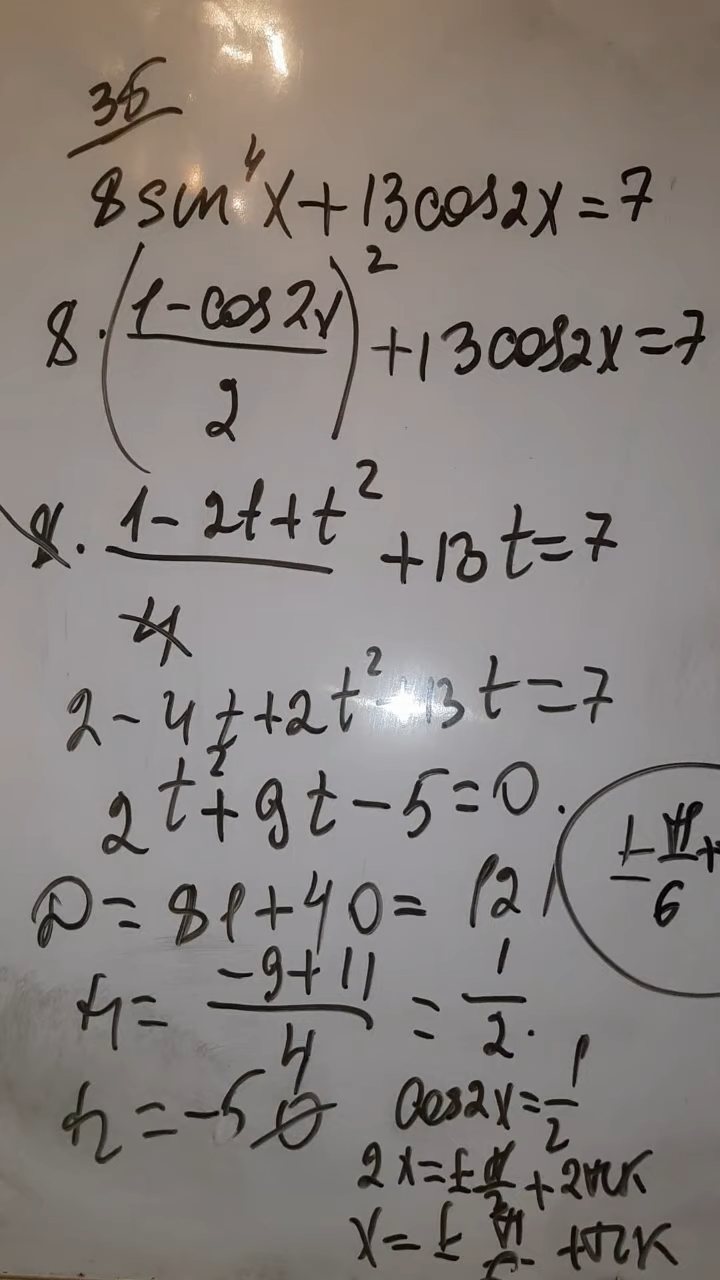 36
8 sin⁴x + 13cos2x = 7
8 · ((1 - cos2x)/2)² + 13cos2x = 7
8 · (1 - 2t + t²)/4 + 13t = 7
2 - 4t + 2t² + 13t = 7
2t² + 9t - 5 = 0.
D = 81 + 40 = 121
± π/6 +
t₁ = (-9 + 11)/4 = 1/2.
t₂ = -5 ∅
cos2x = 1/2
2x = ± π/3 + 2πk
x = ± π/6 + πk